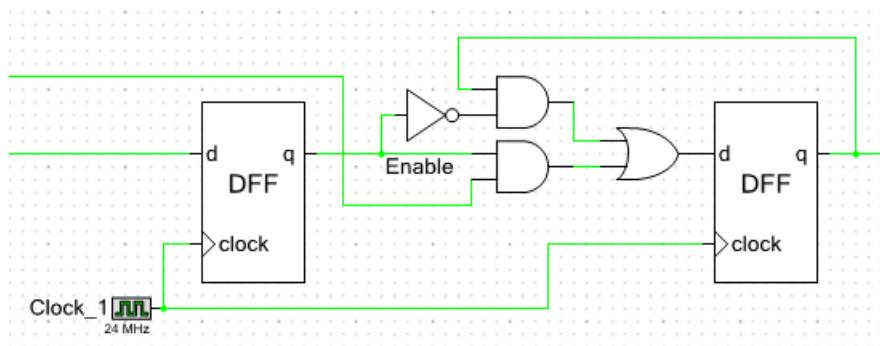 d q
DFF
clock
Enable
d q
DFF
clock
Clock_1
24 MHz